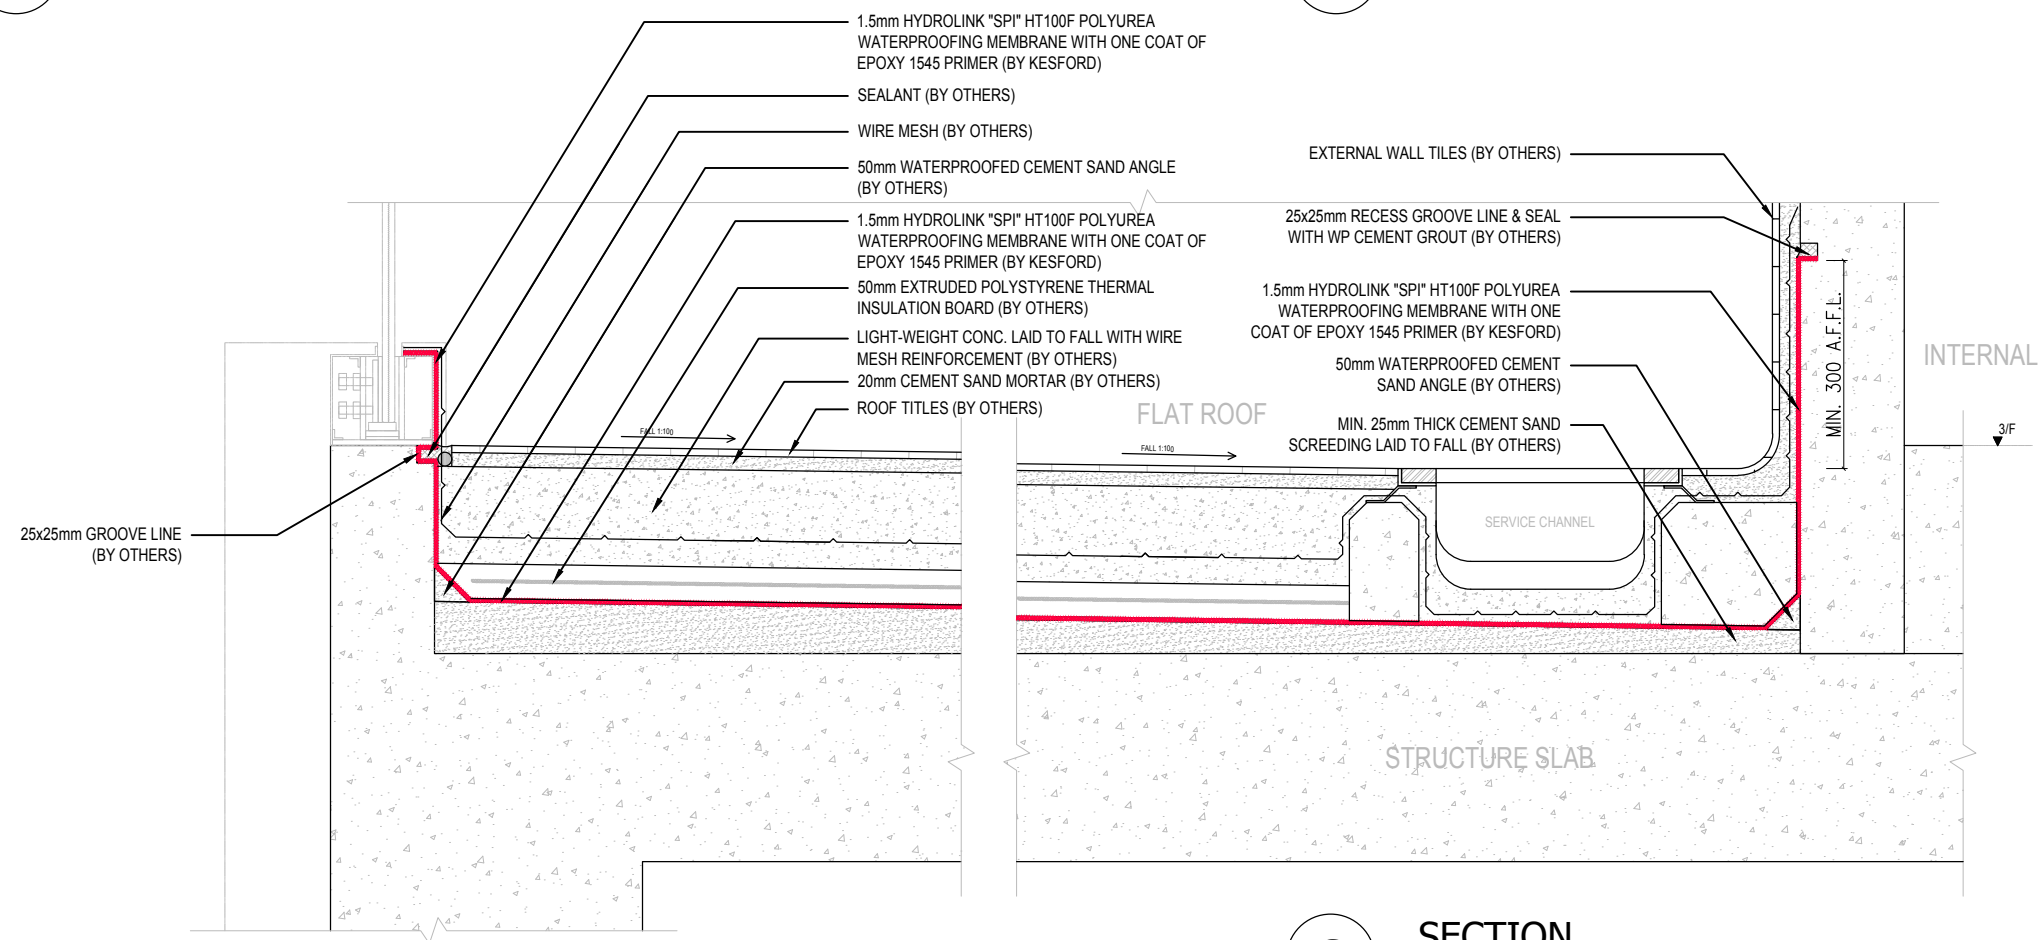 1.5mm HYDROLINK "SPI" HT100F POLYUREA
WATERPROOFING MEMBRANE WITH ONE COAT OF
EPOXY 1545 PRIMER (BY KESFORD)
SEALANT (BY OTHERS)
WIRE MESH (BY OTHERS)
50mm WATERPROOFED CEMENT SAND ANGLE
(BY OTHERS)
1.5mm HYDROLINK "SPI" HT100F POLYUREA
WATERPROOFING MEMBRANE WITH ONE COAT OF
EPOXY 1545 PRIMER (BY KESFORD)
50mm EXTRUDED POLYSTYRENE THERMAL
INSULATION BOARD (BY OTHERS)
LIGHT-WEIGHT CONC. LAID TO FALL WITH WIRE
MESH REINFORCEMENT (BY OTHERS)
20mm CEMENT SAND MORTAR (BY OTHERS)
ROOF TITLES (BY OTHERS)
EXTERNAL WALL TILES (BY OTHERS)
25x25mm RECESS GROOVE LINE & SEAL
WITH WP CEMENT GROUT (BY OTHERS)
1.5mm HYDROLINK "SPI" HT100F POLYUREA
WATERPROOFING MEMBRANE WITH ONE
COAT OF EPOXY 1545 PRIMER (BY KESFORD)
50mm WATERPROOFED CEMENT
SAND ANGLE (BY OTHERS)
MIN. 25mm THICK CEMENT SAND
SCREEDING LAID TO FALL (BY OTHERS)
MIN. 300 A.F.F.L.
INTERNAL
FLAT ROOF
3/F
FALL 1:100
FALL 1:100
SERVICE CHANNEL
25x25mm GROOVE LINE
(BY OTHERS)
STRUCTURE SLAB
SECTION